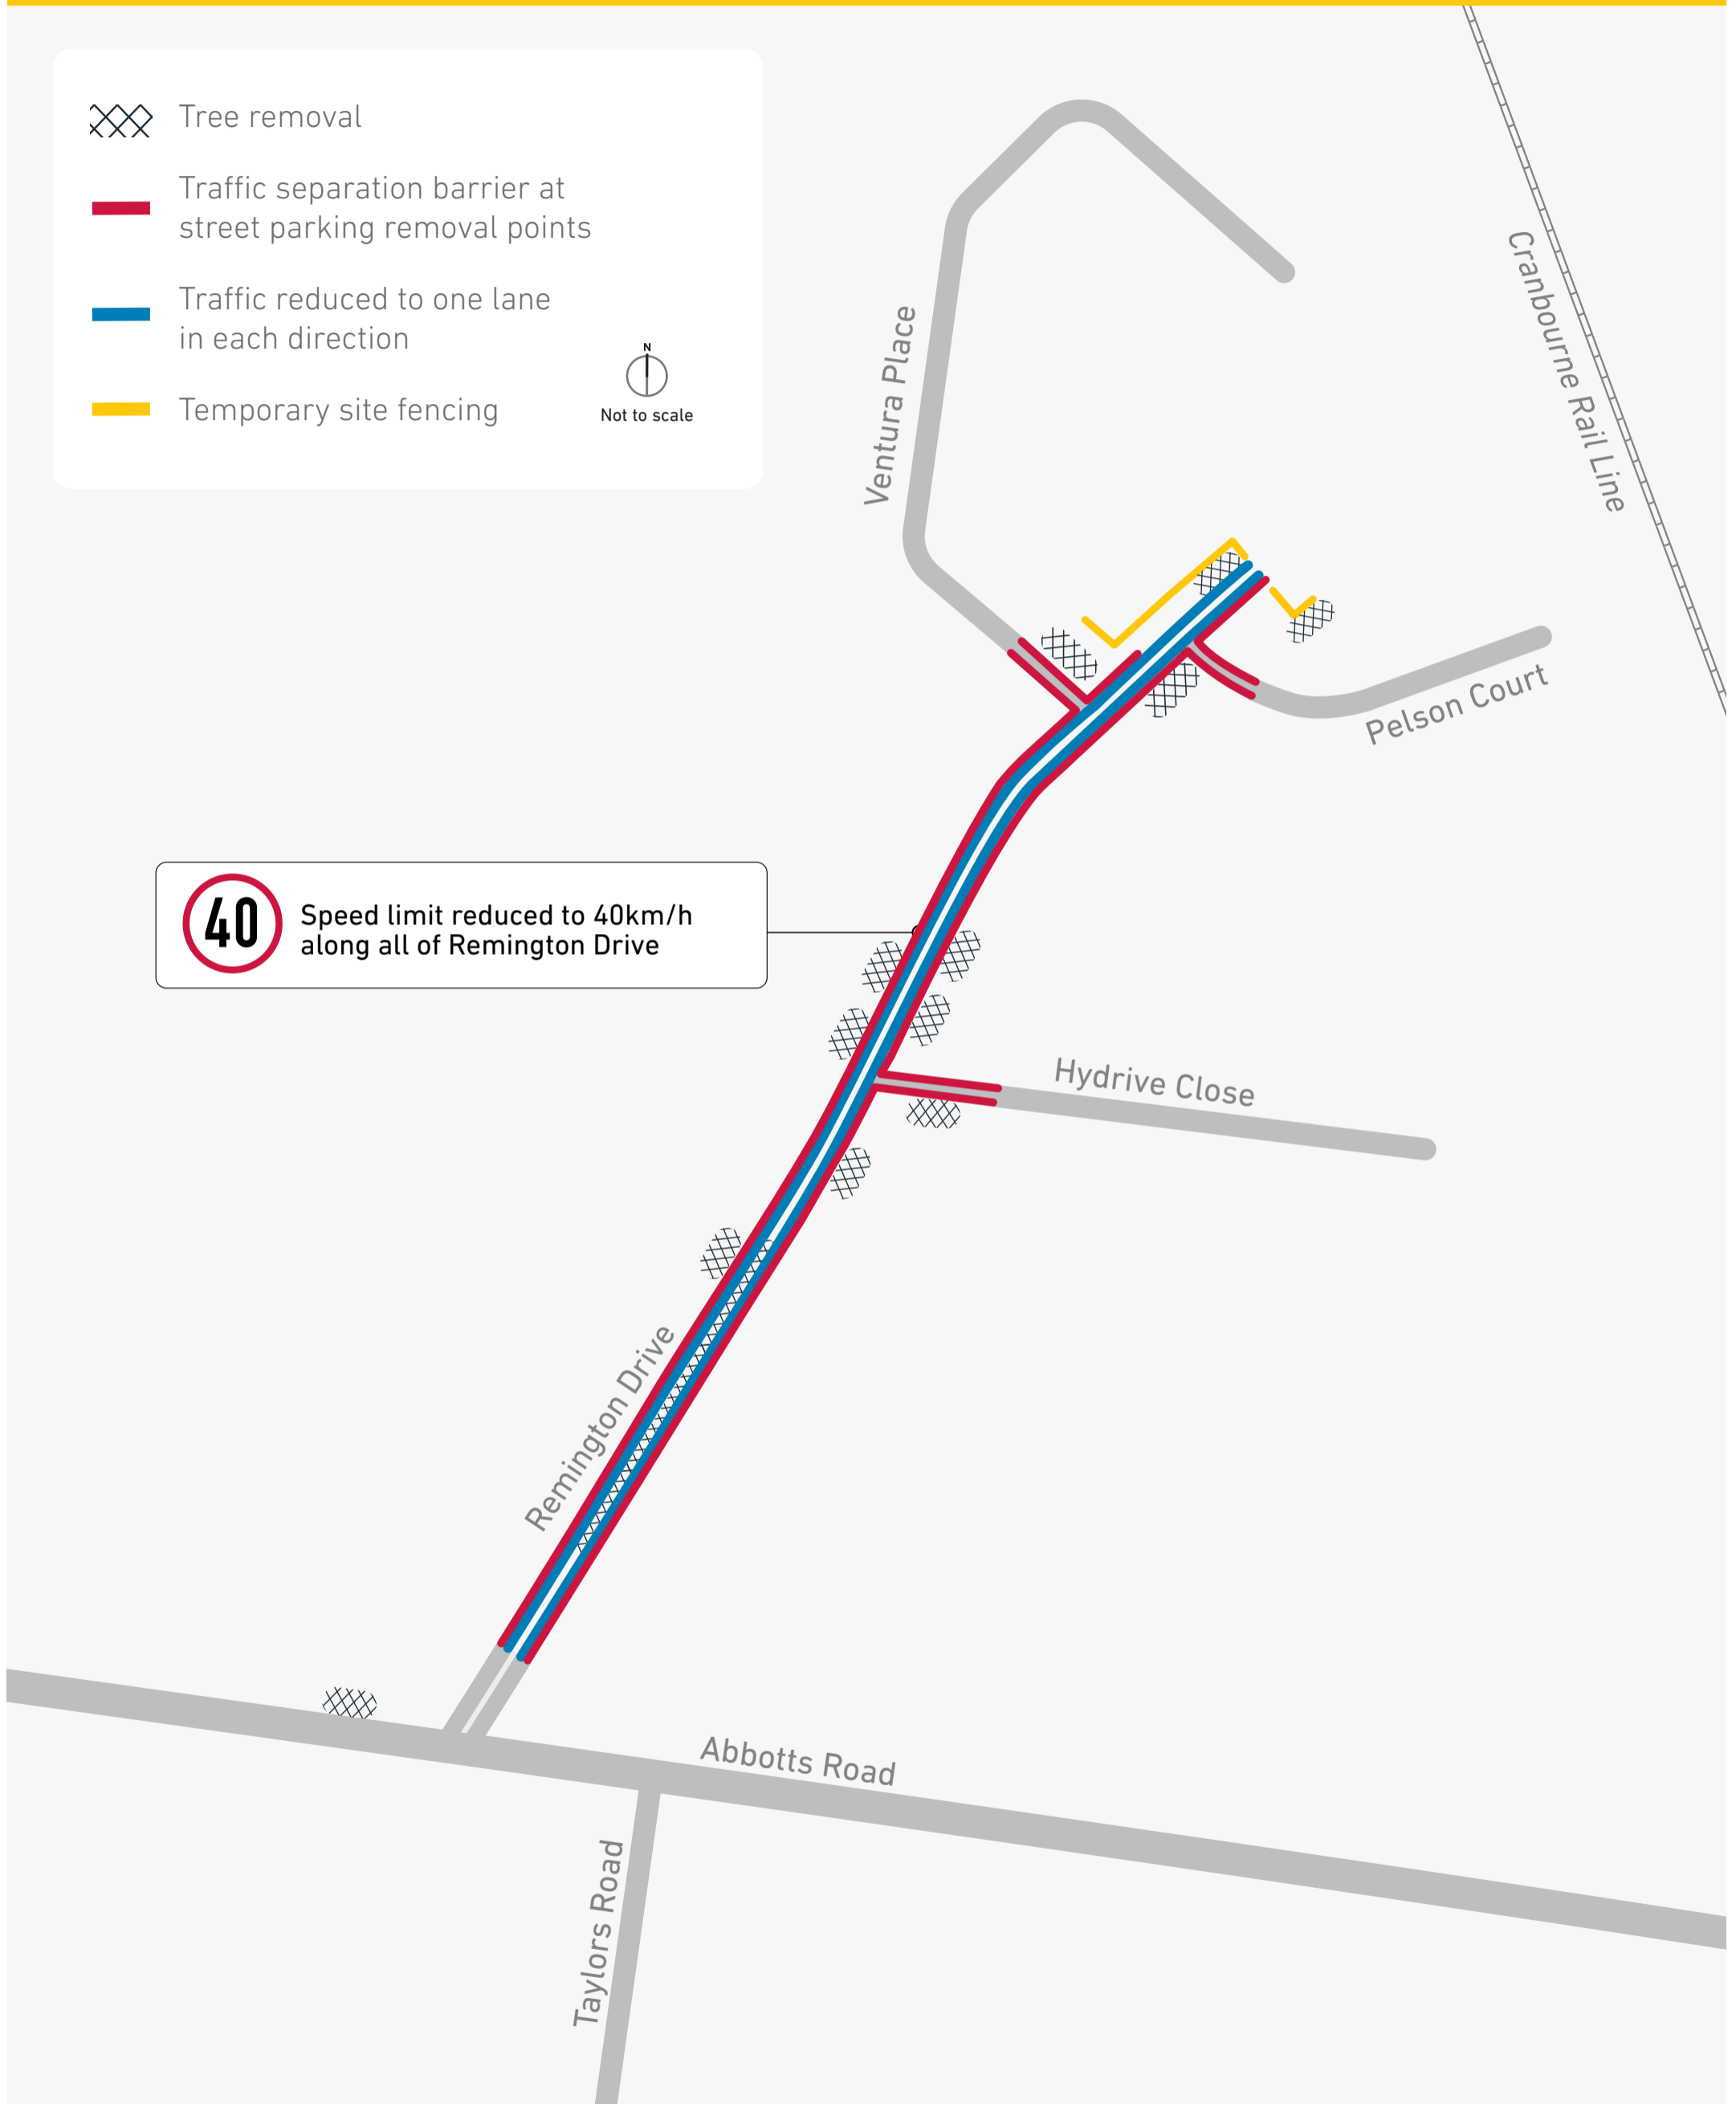 Tree removal
Traffic separation barrier at
street parking removal points
Traffic reduced to one lane
in each direction
Temporary site fencing
N
Not to scale
Cranbourne Rail Line
Ventura Place
Pelson Court
40
Speed limit reduced to 40km/h
along all of Remington Drive
Hydrive Close
Remington Drive
Abbotts Road
Taylors Road